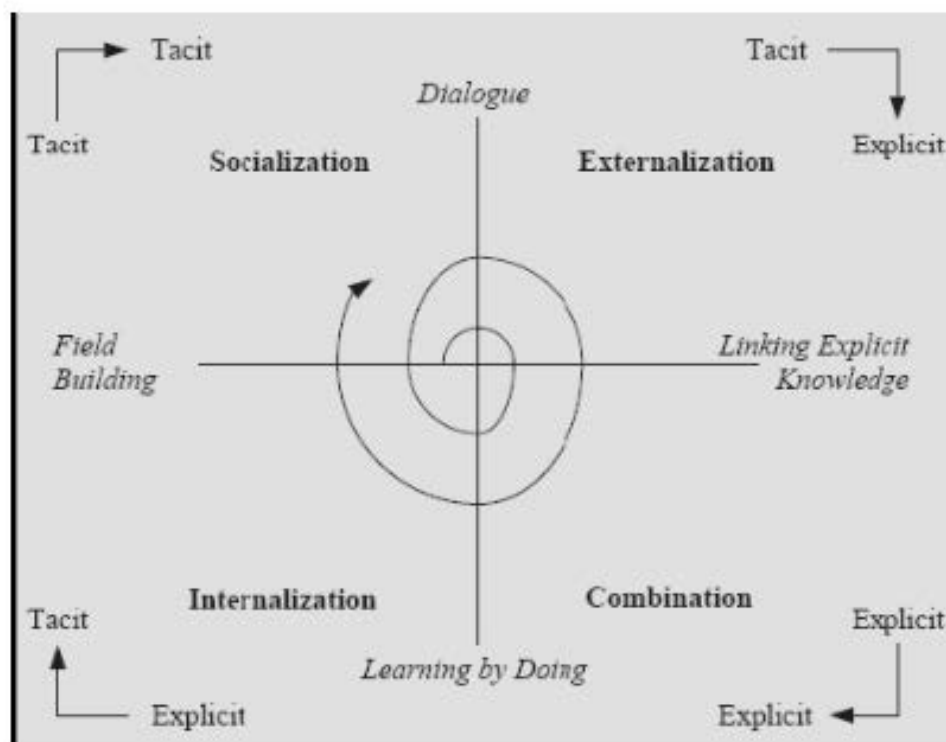 Tacit
Tacit
Dialogue
Tacit
Socialization
Externalization
Explicit
Field
Building
Linking Explicit
Knowledge
Internalization
Combination
Tacit
Explicit
Learning by Doing
Explicit
Explicit
Tacit